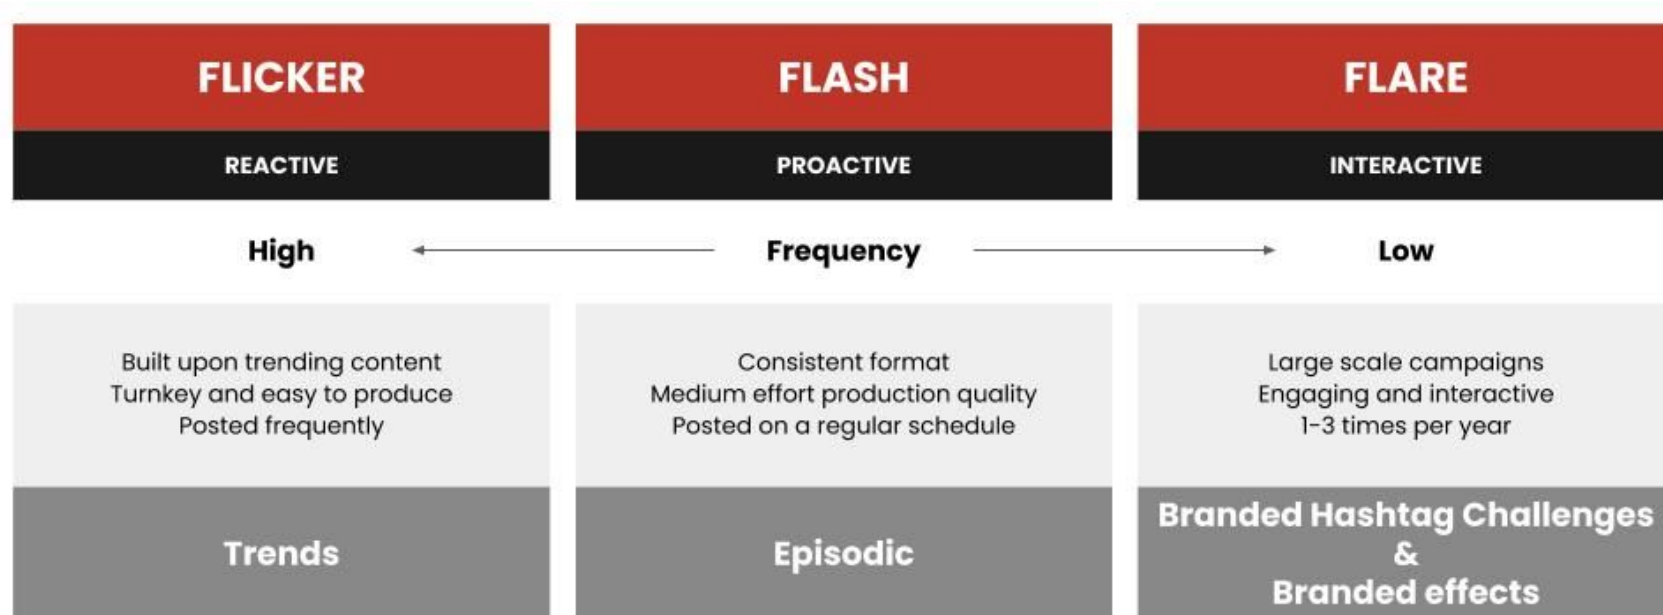 FLICKER
REACTIVE
FLASH
PROACTIVE
FLARE
INTERACTIVE
High
Frequency
Low
Built upon trending content
Turnkey and easy to produce
Posted frequently
Consistent format
Medium effort production quality
Posted on a regular schedule
Large scale campaigns
Engaging and interactive
1-3 times per year
Trends
Episodic
Branded Hashtag Challenges
&
Branded effects